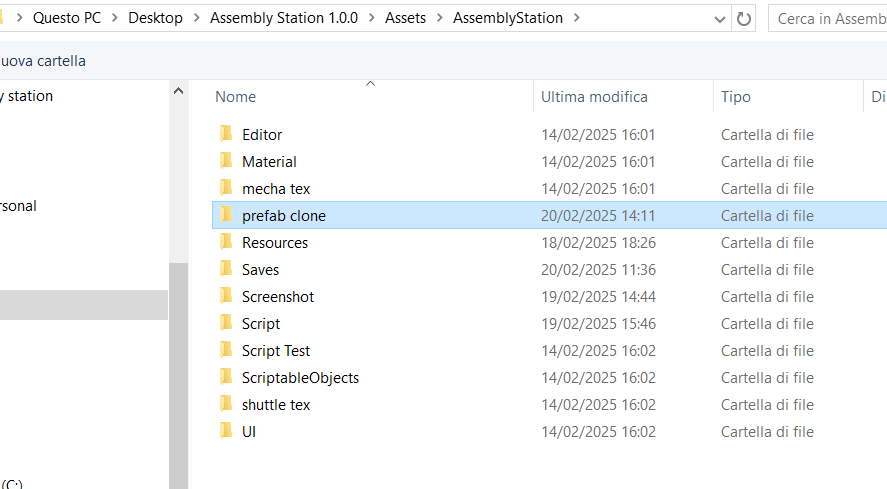 Questo PC > Desktop > Assembly Station 1.0.0 > Assets > AssemblyStation >
Cerca in Assemb
uova cartella
y station
rsonal
(C:)
Nome Ultima modifica Tipo Di
Editor 14/02/2025 16:01 Cartella di file
Material 14/02/2025 16:01 Cartella di file
mecha tex 14/02/2025 16:01 Cartella di file
prefab clone 20/02/2025 14:11 Cartella di file
Resources 18/02/2025 18:26 Cartella di file
Saves 20/02/2025 11:36 Cartella di file
Screenshot 19/02/2025 14:44 Cartella di file
Script 19/02/2025 15:46 Cartella di file
Script Test 14/02/2025 16:02 Cartella di file
ScriptableObjects 14/02/2025 16:02 Cartella di file
shuttle tex 14/02/2025 16:02 Cartella di file
UI 14/02/2025 16:02 Cartella di file